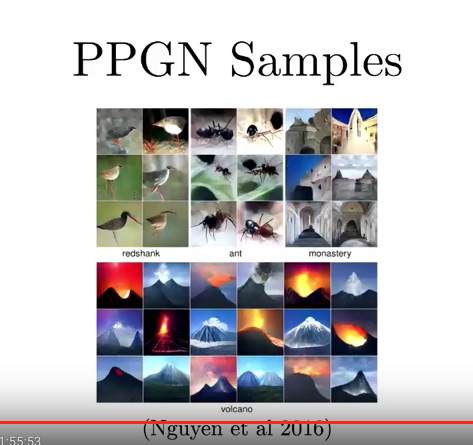 PPGN Samples
redshank ant monastery
volcano
(Nguyen et al 2016)
1:55:53